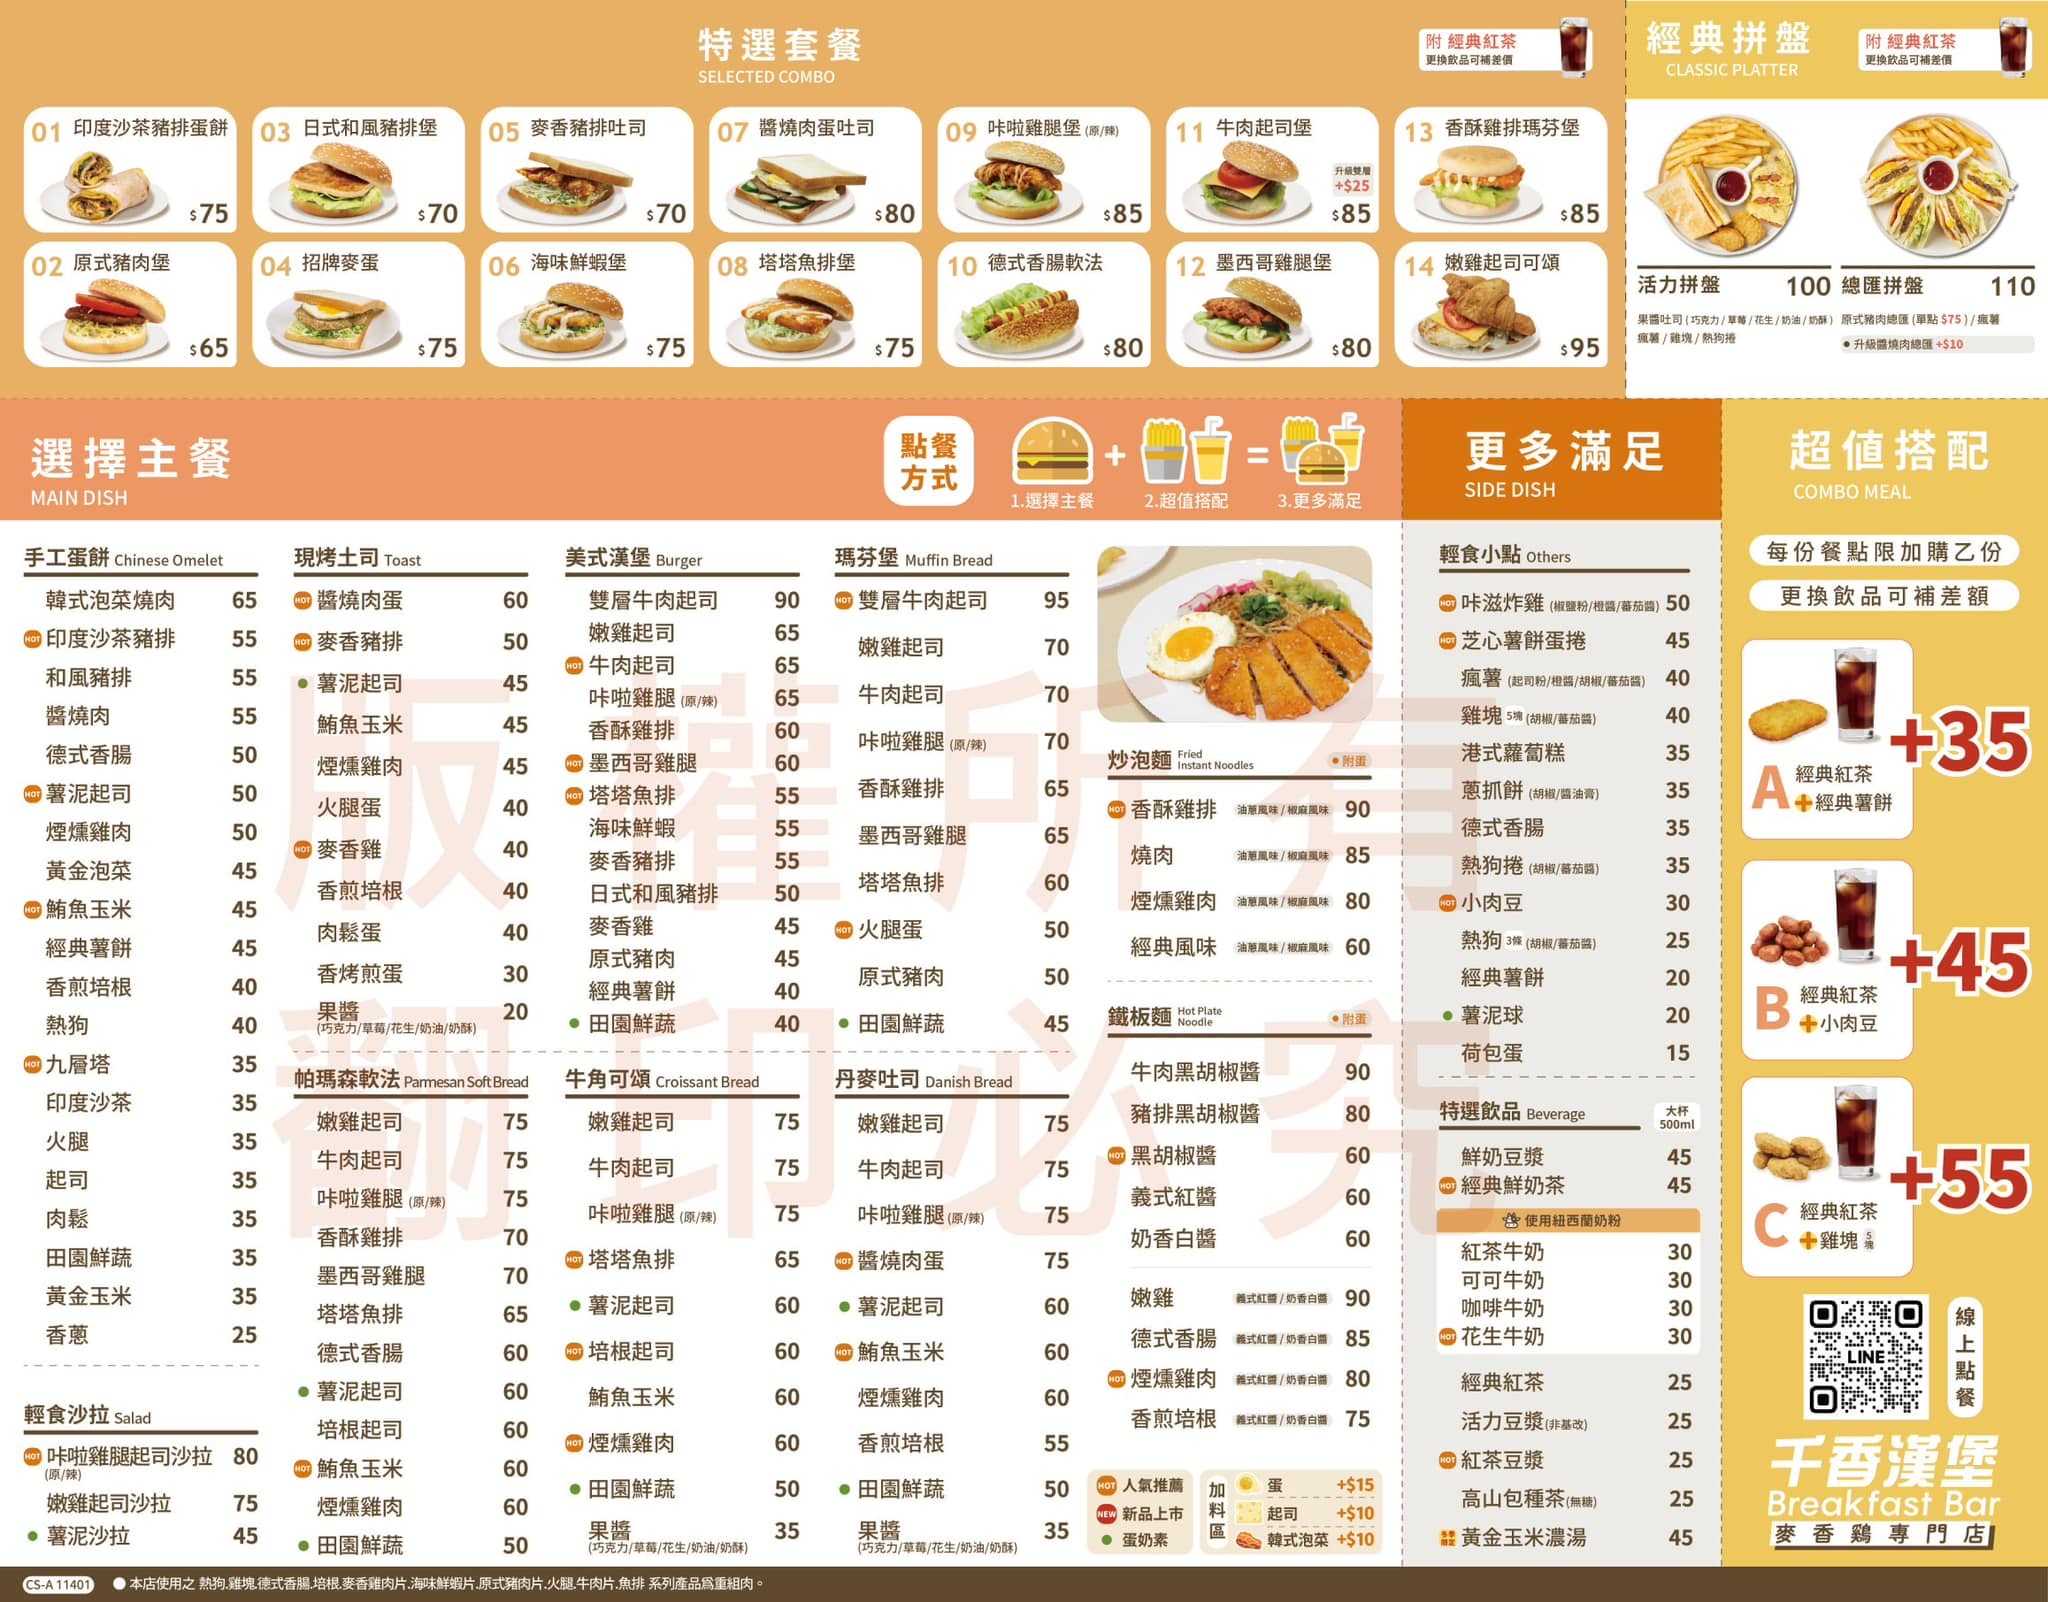 特選套餐
SELECTED COMBO
附 經典紅茶
更換飲品可補差價
01 印度沙茶豬排蛋餅 $75
03 日式和風豬排堡 $70
05 麥香豬排吐司 $70
07 醬燒肉蛋吐司 $80
09 咔啦雞腿堡 (原/辣) $85
11 牛肉起司堡 $85
升級雙層
+$25
13 香酥雞排瑪芬堡 $85
02 原式豬肉堡 $65
04 招牌麥蛋 $75
06 海味鮮蝦堡 $75
08 塔塔魚排堡 $75
10 德式香腸軟法 $80
12 墨西哥雞腿堡 $80
14 嫩雞起司可頌 $95
經典拼盤
CLASSIC PLATTER
附 經典紅茶
更換飲品可補差價
活力拼盤 100
果醬吐司 (巧克力/草莓/花生/奶油/奶酥)
瘋薯 / 雞塊 / 熱狗捲
總匯拼盤 110
原式豬肉總匯 (單點 $75 ) / 瘋薯
● 升級醬燒肉總匯 +$10
選擇主餐
MAIN DISH
點餐
方式
+
=
1.選擇主餐
2.超值搭配
3.更多滿足
手工蛋餅 Chinese Omelet
韓式泡菜燒肉 65
HOT 印度沙茶豬排 55
和風豬排 55
醬燒肉 55
德式香腸 50
HOT 薯泥起司 50
煙燻雞肉 50
黃金泡菜 45
HOT 鮪魚玉米 45
經典薯餅 45
香煎培根 40
熱狗 40
HOT 九層塔 35
印度沙茶 35
火腿 35
起司 35
肉鬆 35
田園鮮蔬 35
黃金玉米 35
香蔥 25
輕食沙拉 Salad
HOT 咔啦雞腿起司沙拉 80
(原/辣)
嫩雞起司沙拉 75
● 薯泥沙拉 45
現烤土司 Toast
HOT 醬燒肉蛋 60
HOT 麥香豬排 50
● 薯泥起司 45
鮪魚玉米 45
煙燻雞肉 45
火腿蛋 40
HOT 麥香雞 40
香煎培根 40
肉鬆蛋 40
香烤煎蛋 30
果醬 20
(巧克力/草莓/花生/奶油/奶酥)
帕瑪森軟法 Parmesan Soft Bread
嫩雞起司 75
牛肉起司 75
咔啦雞腿 (原/辣) 75
香酥雞排 70
墨西哥雞腿 70
塔塔魚排 65
德式香腸 60
● 薯泥起司 60
培根起司 60
HOT 鮪魚玉米 60
煙燻雞肉 60
● 田園鮮蔬 50
美式漢堡 Burger
雙層牛肉起司 90
嫩雞起司 65
HOT 牛肉起司 65
咔啦雞腿 (原/辣) 65
香酥雞排 60
HOT 墨西哥雞腿 60
HOT 塔塔魚排 55
海味鮮蝦 55
麥香豬排 55
日式和風豬排 50
麥香雞 45
原式豬肉 45
經典薯餅 40
● 田園鮮蔬 40
牛角可頌 Croissant Bread
嫩雞起司 75
牛肉起司 75
咔啦雞腿 (原/辣) 75
HOT 塔塔魚排 65
● 薯泥起司 60
HOT 培根起司 60
鮪魚玉米 60
HOT 煙燻雞肉 60
● 田園鮮蔬 50
果醬 35
(巧克力/草莓/花生/奶油/奶酥)
瑪芬堡 Muffin Bread
HOT 雙層牛肉起司 95
嫩雞起司 70
牛肉起司 70
咔啦雞腿 (原/辣) 70
香酥雞排 65
墨西哥雞腿 65
塔塔魚排 60
HOT 火腿蛋 50
原式豬肉 50
● 田園鮮蔬 45
丹麥吐司 Danish Bread
嫩雞起司 75
牛肉起司 75
咔啦雞腿 (原/辣) 75
HOT 醬燒肉蛋 75
● 薯泥起司 60
HOT 鮪魚玉米 60
煙燻雞肉 60
香煎培根 55
● 田園鮮蔬 50
果醬 35
(巧克力/草莓/花生/奶油/奶酥)
炒泡麵 Fried Instant Noodles ● 附蛋
HOT 香酥雞排 油蔥風味 / 椒麻風味 90
燒肉 油蔥風味 / 椒麻風味 85
煙燻雞肉 油蔥風味 / 椒麻風味 80
經典風味 油蔥風味 / 椒麻風味 60
鐵板麵 Hot Plate Noodle ● 附蛋
牛肉黑胡椒醬 90
豬排黑胡椒醬 80
HOT 黑胡椒醬 60
義式紅醬 60
奶香白醬 60
嫩雞 義式紅醬 / 奶香白醬 90
德式香腸 義式紅醬 / 奶香白醬 85
HOT 煙燻雞肉 義式紅醬 / 奶香白醬 80
香煎培根 義式紅醬 / 奶香白醬 75
HOT 人氣推薦
NEW 新品上市
● 蛋奶素
加料區
蛋 +$15
起司 +$10
韓式泡菜 +$10
更多滿足
SIDE DISH
輕食小點 Others
HOT 咔滋炸雞 (椒鹽粉/橙醬/蕃茄醬) 50
HOT 芝心薯餅蛋捲 45
瘋薯 (起司粉/橙醬/胡椒/蕃茄醬) 40
雞塊 5塊 (胡椒/蕃茄醬) 40
港式蘿蔔糕 35
蔥抓餅 (胡椒/醬油膏) 35
德式香腸 35
熱狗捲 (胡椒/蕃茄醬) 35
HOT 小肉豆 30
熱狗 3條 (胡椒/蕃茄醬) 25
經典薯餅 20
● 薯泥球 20
荷包蛋 15
特選飲品 Beverage 大杯 500ml
鮮奶豆漿 45
HOT 經典鮮奶茶 45
使用紐西蘭奶粉
紅茶牛奶 30
可可牛奶 30
咖啡牛奶 30
HOT 花生牛奶 30
經典紅茶 25
活力豆漿(非基改) 25
HOT 紅茶豆漿 25
高山包種茶(無糖) 25
冬季限定 黃金玉米濃湯 45
超值搭配
COMBO MEAL
每份餐點限加購乙份
更換飲品可補差額
A 經典紅茶
+經典薯餅
+35
B 經典紅茶
+小肉豆
+45
C 經典紅茶
+雞塊 5塊
+55
LINE
線上點餐
千香漢堡
Breakfast Bar
麥香鷄專門店
版權所有
翻印必究
CS-A 11401
● 本店使用之 熱狗.雞塊.德式香腸.培根.麥香雞肉片.海味鮮蝦片.原式豬肉片.火腿.牛肉片.魚排 系列產品爲重組肉。